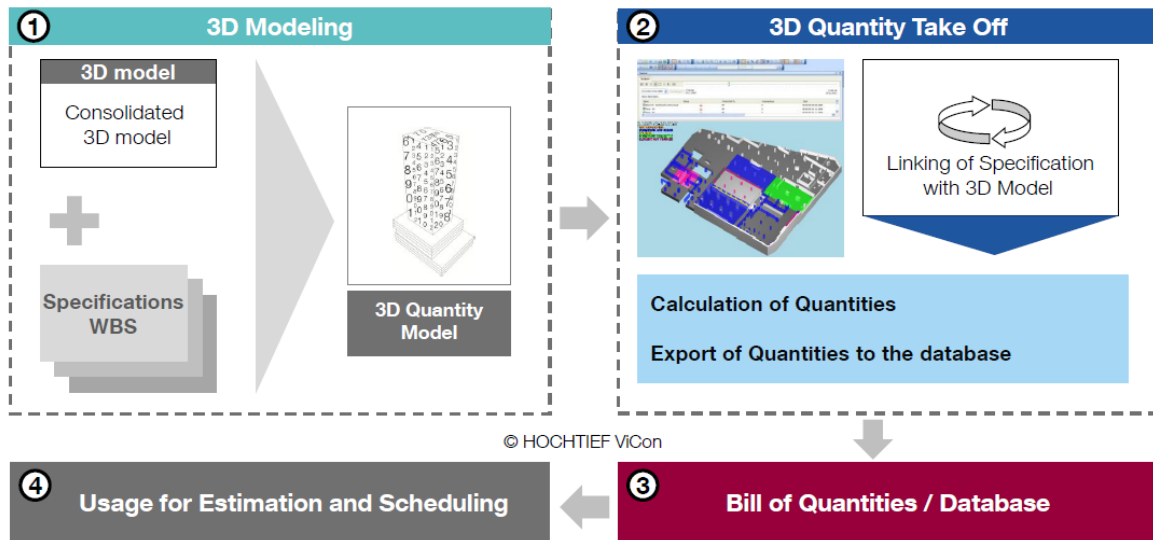 1
3D Modeling
3D model
Consolidated
3D model
Specifications
WBS
3D Quantity
Model
2
3D Quantity Take Off
Linking of Specification
with 3D Model
Calculation of Quantities
Export of Quantities to the database
© HOCHTIEF ViCon
4
Usage for Estimation and Scheduling
3
Bill of Quantities / Database